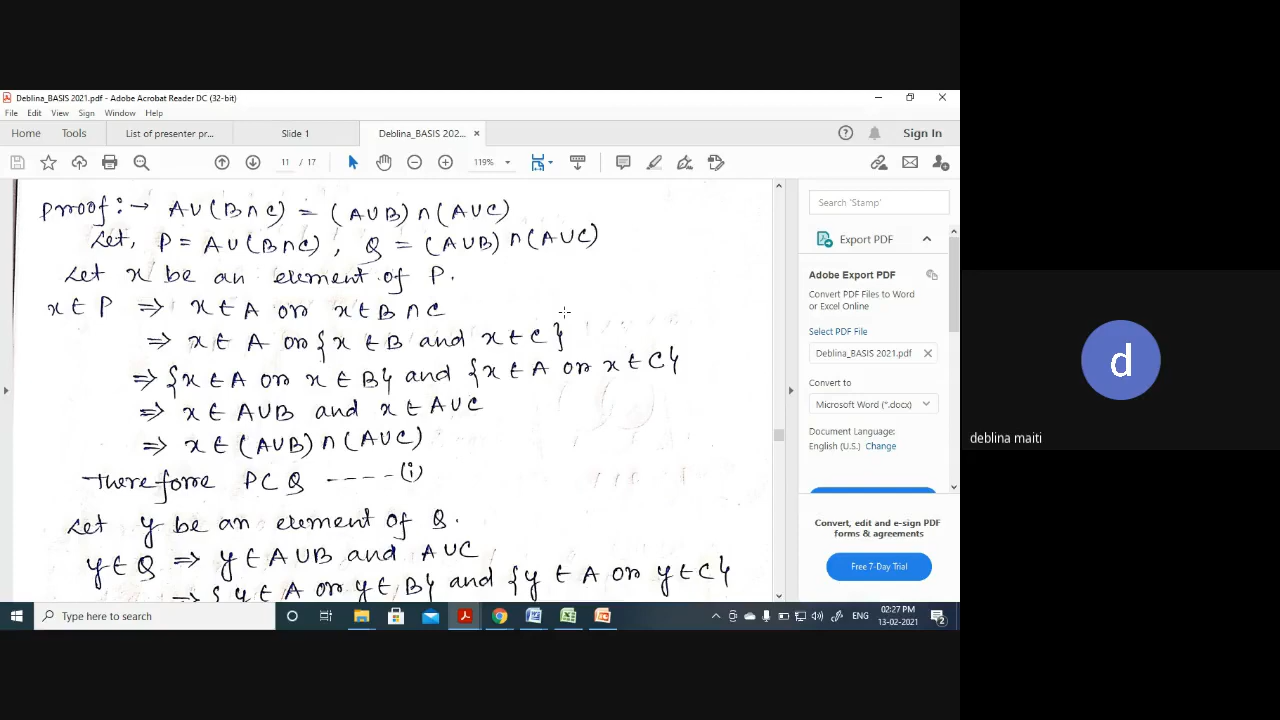 Deblina_BASIS 2021.pdf - Adobe Acrobat Reader DC (32-bit)
File Edit View Sign Window Help
Home Tools List of presenter pr... Slide 1 Deblina_BASIS 202... × Sign In
11 / 17 119%
Proof:→ A∪(B∩C) = (A∪B)∩(A∪C)
Let, P = A∪(B∩C), Q = (A∪B)∩(A∪C)
Let x be an element of P.
x∈P ⇒ x∈A or x∈B∩C
⇒ x∈A or {x∈B and x∈C}
⇒ {x∈A or x∈B} and {x∈A or x∈C}
⇒ x∈A∪B and x∈A∪C
⇒ x∈(A∪B)∩(A∪C)
Therefore P⊂Q -----(i)
Let y be an element of Q.
y∈Q ⇒ y∈A∪B and A∪C
⇒ {y∈A or y∈B} and {y∈A or y∈C}
Search 'Stamp'
Export PDF
Adobe Export PDF
Convert PDF Files to Word
or Excel Online
Select PDF File
Deblina_BASIS 2021.pdf ×
Convert to
Microsoft Word (*.docx)
Document Language:
English (U.S.) Change
Convert, edit and e-sign PDF
forms & agreements
Free 7-Day Trial
Type here to search
ENG
02:27 PM
13-02-2021
2
d
deblina maiti